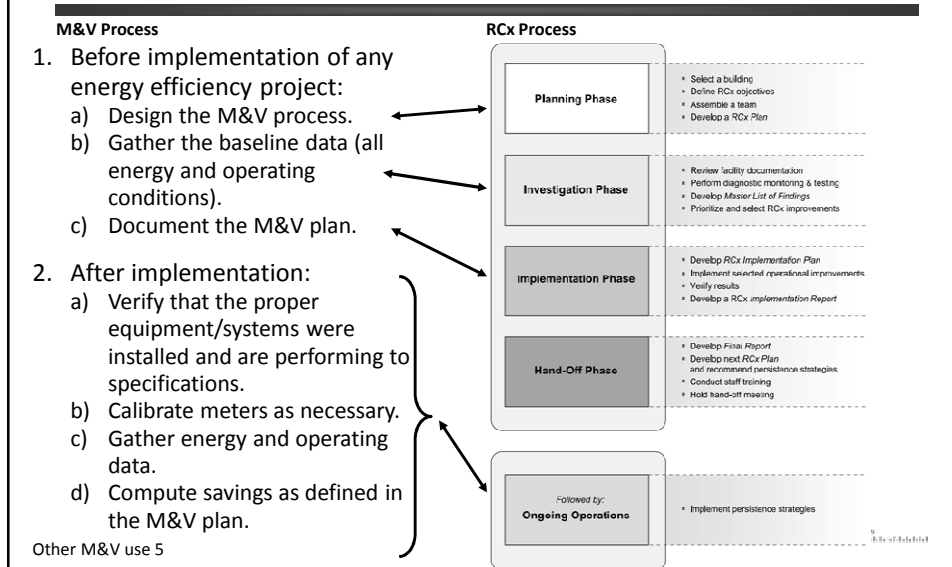 M&V Process
1. Before implementation of any
energy efficiency project:
a) Design the M&V process.
b) Gather the baseline data (all
energy and operating
conditions).
c) Document the M&V plan.
2. After implementation:
a) Verify that the proper
equipment/systems were
installed and are performing to
specifications.
b) Calibrate meters as necessary.
c) Gather energy and operating
data.
d) Compute savings as defined in
the M&V plan.
Other M&V use 5
RCx Process
Planning Phase
▪ Select a building
▪ Define RCx objectives
▪ Assemble a team
▪ Develop a RCx Plan
Investigation Phase
▪ Review facility documentation
▪ Perform diagnostic monitoring & testing
▪ Develop Master List of Findings
▪ Prioritize and select RCx improvements
Implementation Phase
▪ Develop RCx Implementation Plan
▪ Implement selected operational improvements
▪ Verify results
▪ Develop a RCx Implementation Report
Hand-Off Phase
▪ Develop Final Report
▪ Develop next RCx Plan
and recommend persistence strategies
▪ Conduct staff training
▪ Hold hand-off meeting
Followed by:
Ongoing Operations
▪ Implement persistence strategies